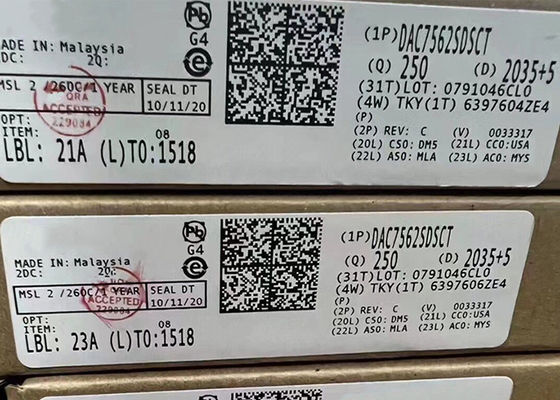 MADE IN: Malaysia
2DC: 2Q:
MSL 2 /260C/1 YEAR SEAL DT
10/11/20
QRA
ACCEPTED
229084
OPT:
ITEM:
08
LBL: 21A (L)TO:1518
Pb
G4
e
(1P)DAC7562SDSCT
(Q) 250 (D) 2035+5
(31T)LOT: 0791046CL0
(4W) TKY(1T) 6397604ZE4
(P)
(2P) REV: C (V) 0033317
(20L) CSO: DM5 (21L) CCO:USA
(22L) ASO: MLA (23L) ACO: MYS
MADE IN: Malaysia
2DC: 2Q:
MSL 2 /260C/1 YEAR SEAL DT
10/11/20
ACCEPTED
OPT:
ITEM:
08
LBL: 23A (L)TO:1518
Pb
G4
e
(1P)DAC7562SDSCT
(Q) 250 (D) 2035+5
(31T)LOT: 0791046CL0
(4W) TKY(1T) 6397606ZE4
(P)
(2P) REV: C (V) 0033317
(20L) CSO: DM5 (21L) CCO:USA
(22L) ASO: MLA (23L) ACO: MYS